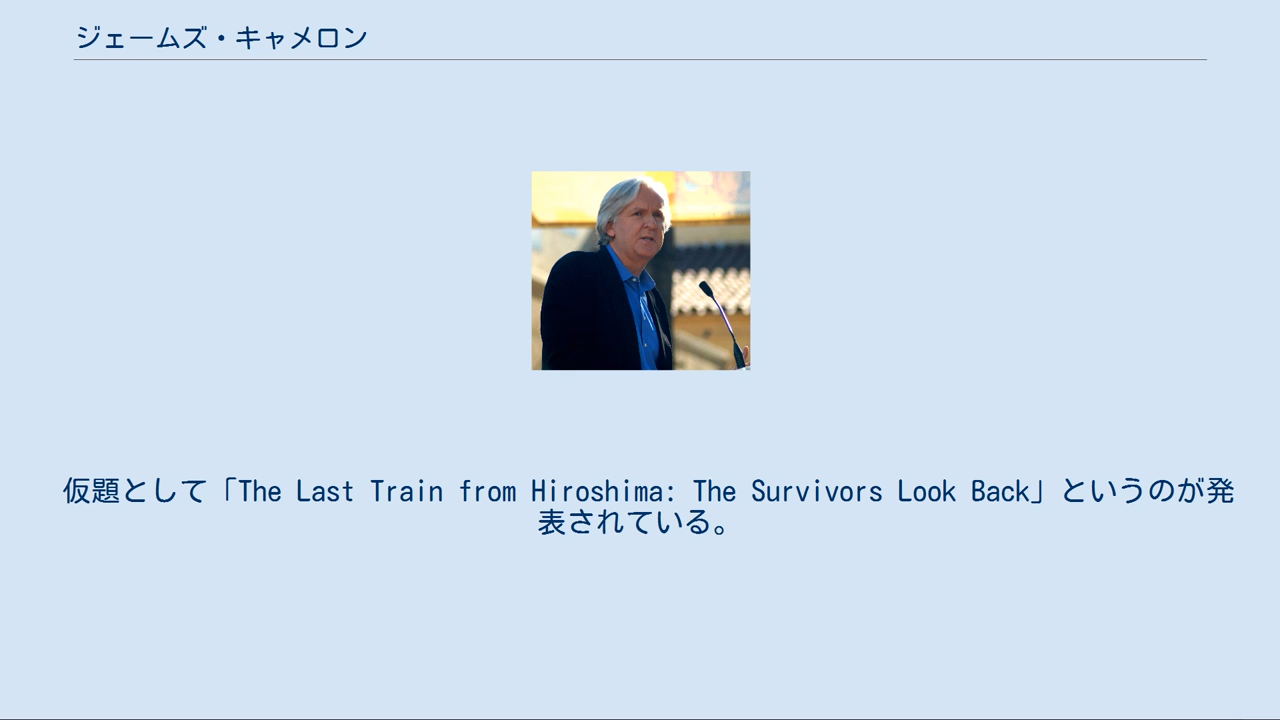 ジェームズ・キャメロン
仮題として「The Last Train from Hiroshima: The Survivors Look Back」というのが発
表されている。